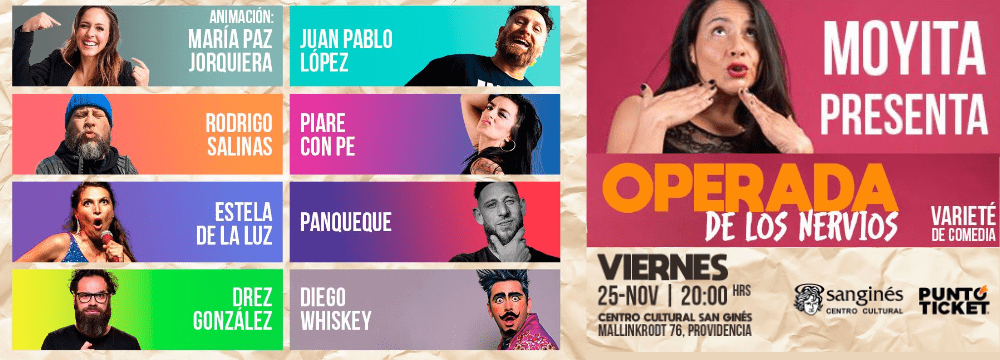 ANIMACIÓN:
MARÍA PAZ
JORQUIERA
JUAN PABLO
LÓPEZ
RODRIGO
SALINAS
PIARE
CON PE
ESTELA
DE LA LUZ
PANQUEQUE
DREZ
GONZÁLEZ
DIEGO
WHISKEY
MOYITA
PRESENTA
OPERADA
DE LOS NERVIOS
VARIETÉ
DE COMEDIA
VIERNES
25-NOV | 20:00 HRS
CENTRO CULTURAL SAN GINÉS
MALLINKRODT 76, PROVIDENCIA
sanginés
CENTRO CULTURAL
PUNTO
TICKET